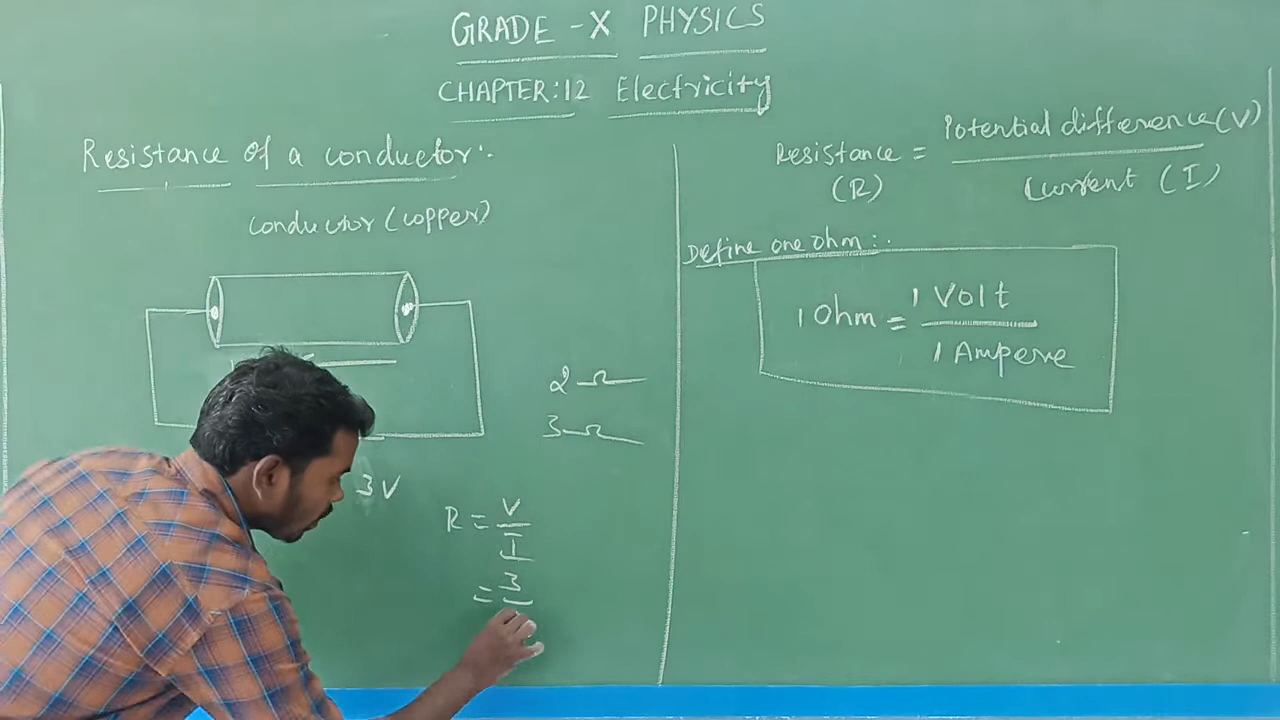 GRADE - X PHYSICS
CHAPTER:12 Electricity
Resistance of a conductor:
Conductor (copper)
3V
2 Ω
3 Ω
R = V
I
= 3
Resistance = Potential difference (V)
(R) Current (I)
Define one ohm:
1 Ohm = 1 Volt
1 Ampere